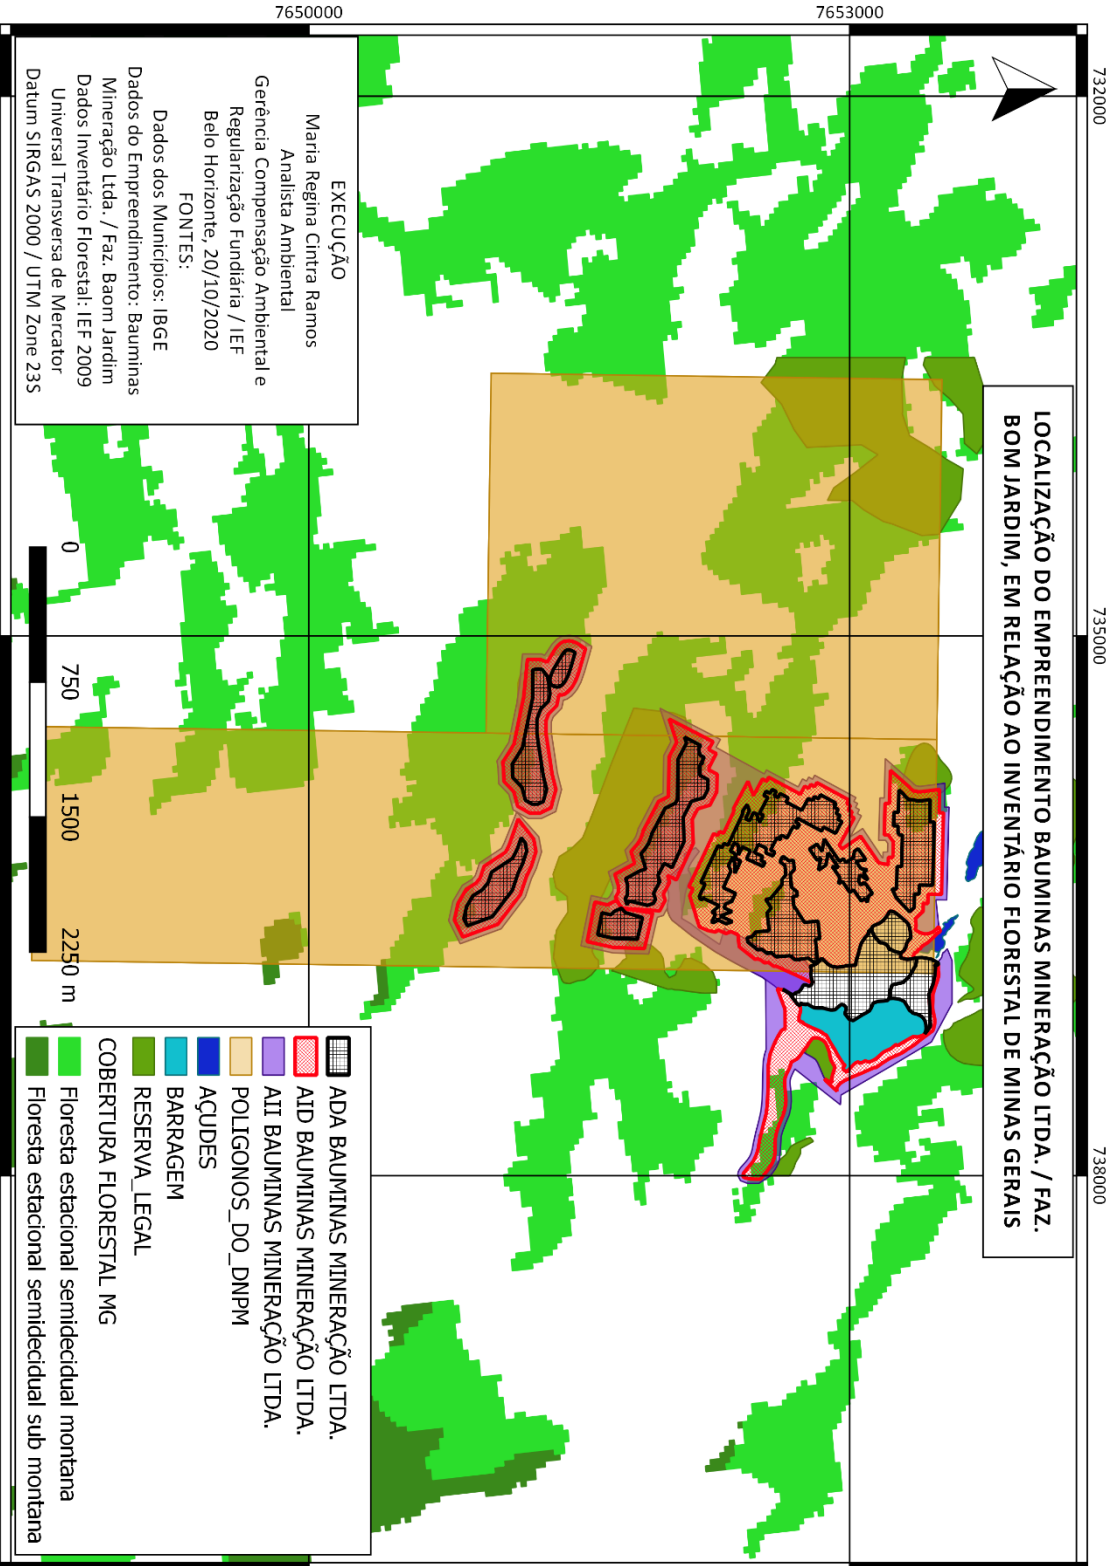 LOCALIZAÇÃO DO EMPREENDIMENTO BAUMINAS MINERAÇÃO LTDA. / FAZ.
BOM JARDIM, EM RELAÇÃO AO INVENTÁRIO FLORESTAL DE MINAS GERAIS
732000
735000
738000
7653000
7650000
EXECUÇÃO
Maria Regina Cintra Ramos
Analista Ambiental
Gerência Compensação Ambiental e
Regularização Fundiária / IEF
Belo Horizonte, 20/10/2020
FONTES:
Dados dos Municípios: IBGE
Dados do Empreendimento: Bauminas
Mineração Ltda. / Faz. Baom Jardim
Dados Inventário Florestal: IEF 2009
Universal Transversa de Mercator
Datum SIRGAS 2000 / UTM Zone 23S
0 750 1500 2250 m
ADA BAUMINAS MINERAÇÃO LTDA.
AID BAUMINAS MINERAÇÃO LTDA.
AII BAUMINAS MINERAÇÃO LTDA.
POLIGONOS_DO_DNPM
AÇUDES
BARRAGEM
RESERVA_LEGAL
COBERTURA FLORESTAL MG
Floresta estacional semidecidual montana
Floresta estacional semidecidual sub montana